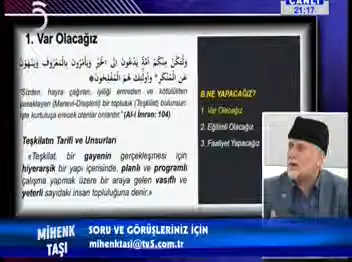 CANLI
21:17
5
1. Var Olacağız
وَلْتَكُنْ مِنْكُمْ أُمَّةٌ يَدْعُونَ اِلَى الْخَيْرِ وَيَأْمُرُونَ بِالْمَعْرُوفِ وَيَنْهَوْنَ
عَنِ الْمُنْكَرِ وَأُولٰئِكَ هُمُ الْمُفْلِحُونَ
"Sizden, hayra çağıran, iyiliği emreden ve kötülükten
(Manevi-Disiplinli) bir topluluk (Teşkilat) bulunsun.
İşte kurtuluşa erecek olanlar onlardır." (Al-i İmran: 104)
Teşkilatın Tarifi ve Unsurları
«Teşkilat, bir gayenin gerçekleşmesi için
hiyerarşik bir yapı içerisinde, planlı ve programlı
çalışma yapmak üzere bir araya gelen vasıflı ve
yeterli sayıdaki insan topluluğuna denir.»
B.NE YAPACAĞIZ?
1. Var Olacağız
2. Eğitimli Olacağız
3. Faaliyet Yapacağız
MİHENK
TAŞI
SORU VE GÖRÜŞLERİNİZ İÇİN
mihenktasi@tv5.com.tr